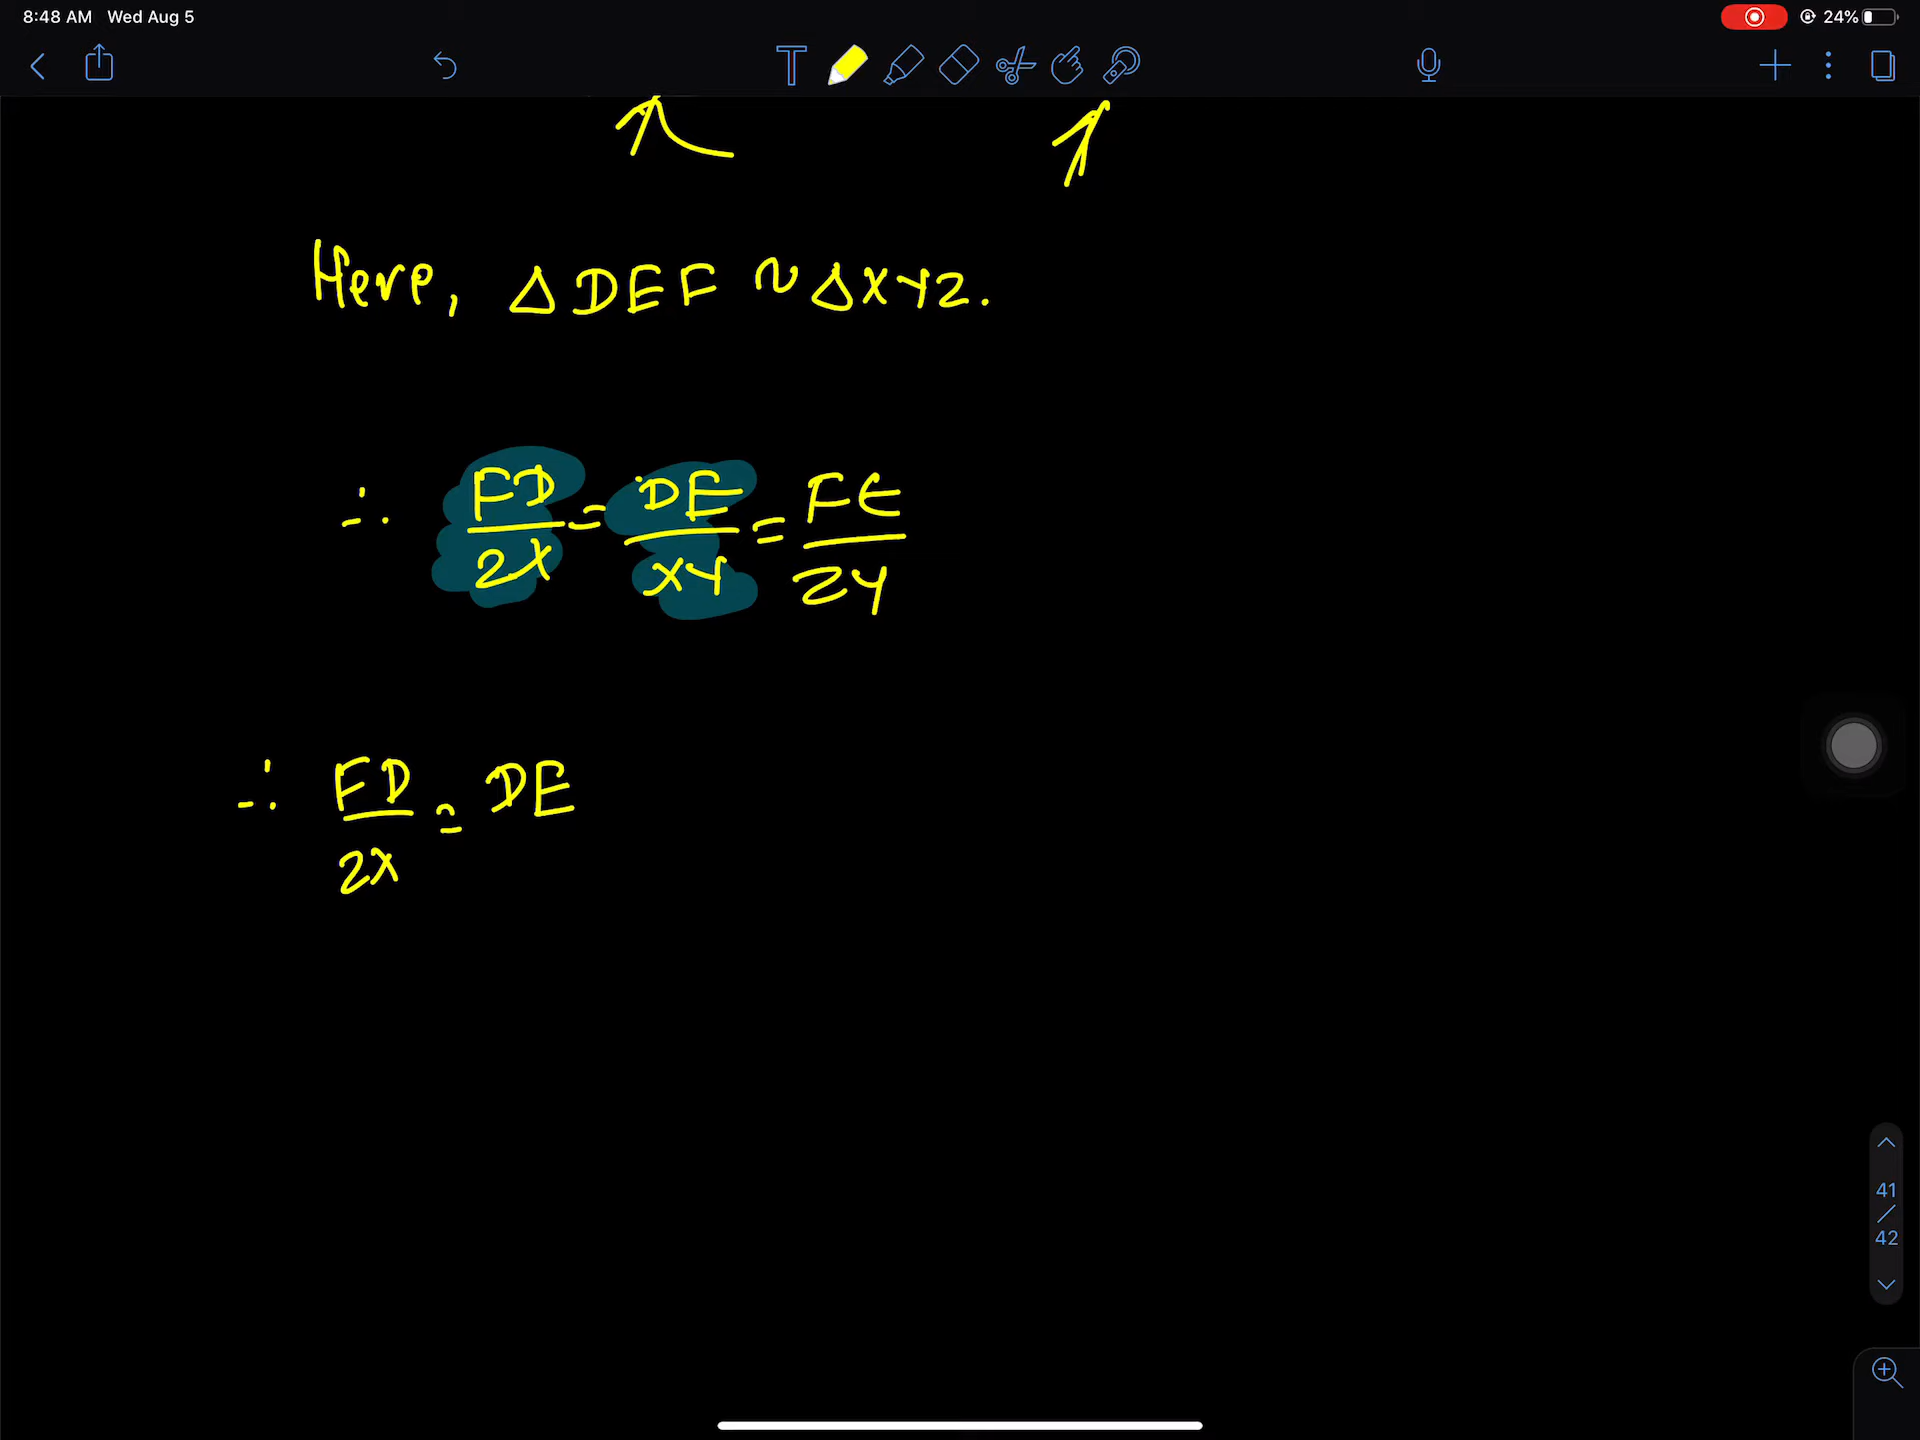 8:48 AM Wed Aug 5
24%
T
Here, Δ DEF ~ ΔXYZ.
∴ FD/ZX = DE/XY = FE/ZY
∴ FD/ZX = DE
41
/
42